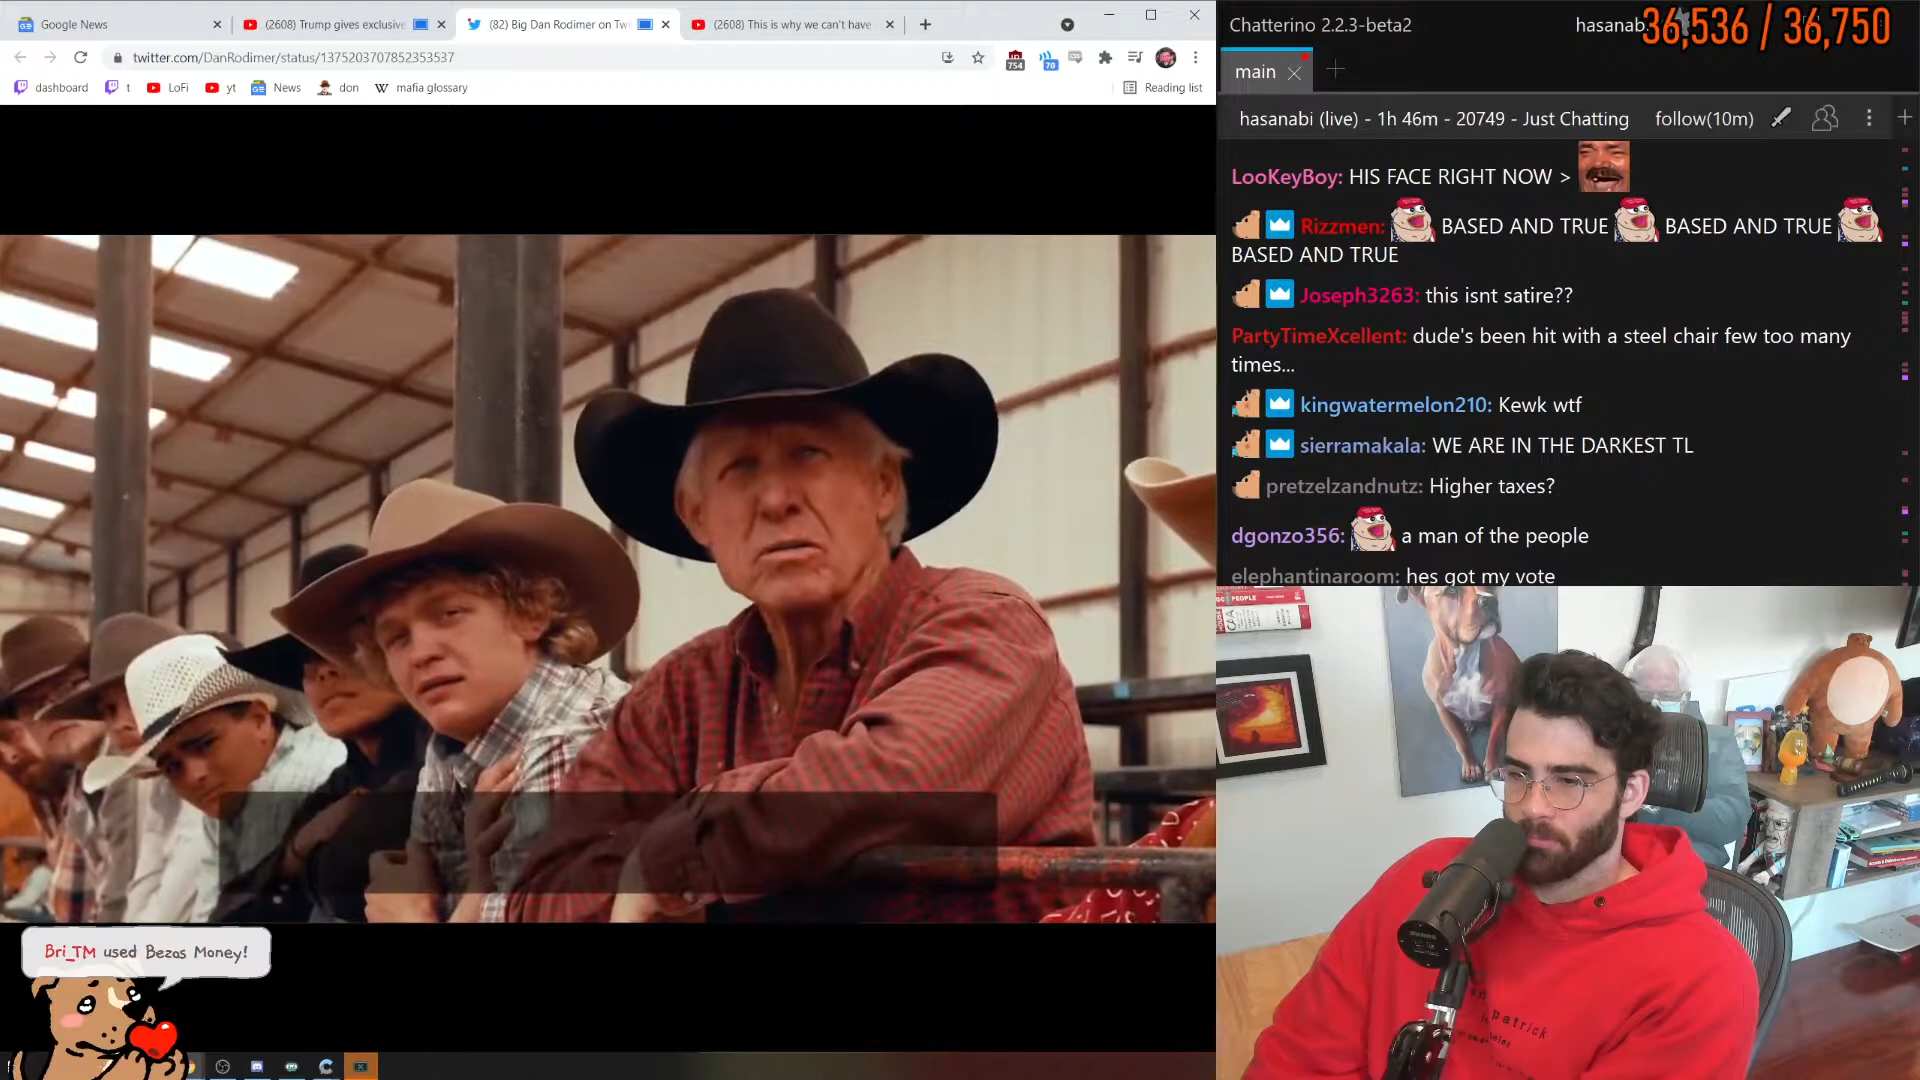 Google News
(2608) Trump gives exclusive
(82) Big Dan Rodimer on Tw
(2608) This is why we can't have
twitter.com/DanRodimer/status/1375203707852353537
754
70
dashboard
t
LoFi
yt
News
don
mafia glossary
Reading list
Bri_TM used Bezos Money!
Chatterino 2.2.3-beta2
hasanab
36,536 / 36,750
main
hasanabi (live) - 1h 46m - 20749 - Just Chatting
follow(10m)
LooKeyBoy: HIS FACE RIGHT NOW >
Rizzmen: BASED AND TRUE BASED AND TRUE
BASED AND TRUE
Joseph3263: this isnt satire??
PartyTimeXcellent: dude's been hit with a steel chair few too many
times...
kingwatermelon210: Kewk wtf
sierramakala: WE ARE IN THE DARKEST TL
pretzelzandnutz: Higher taxes?
dgonzo356: a man of the people
elephantinaroom: hes got my vote
PEOPLE
patrick